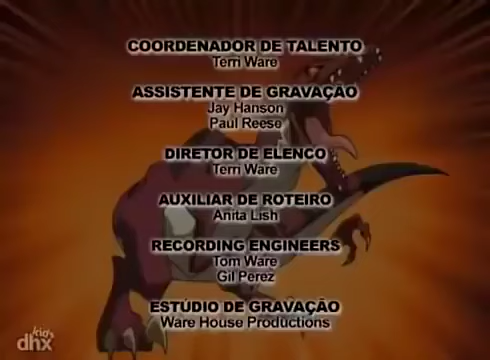 COORDENADOR DE TALENTO
Terri Ware
ASSISTENTE DE GRAVAÇÃO
Jay Hanson
Paul Reese
DIRETOR DE ELENCO
Terri Ware
AUXILIAR DE ROTEIRO
Anita Lish
RECORDING ENGINEERS
Tom Ware
Gil Perez
ESTÚDIO DE GRAVAÇÃO
Ware House Productions
kids
dhx